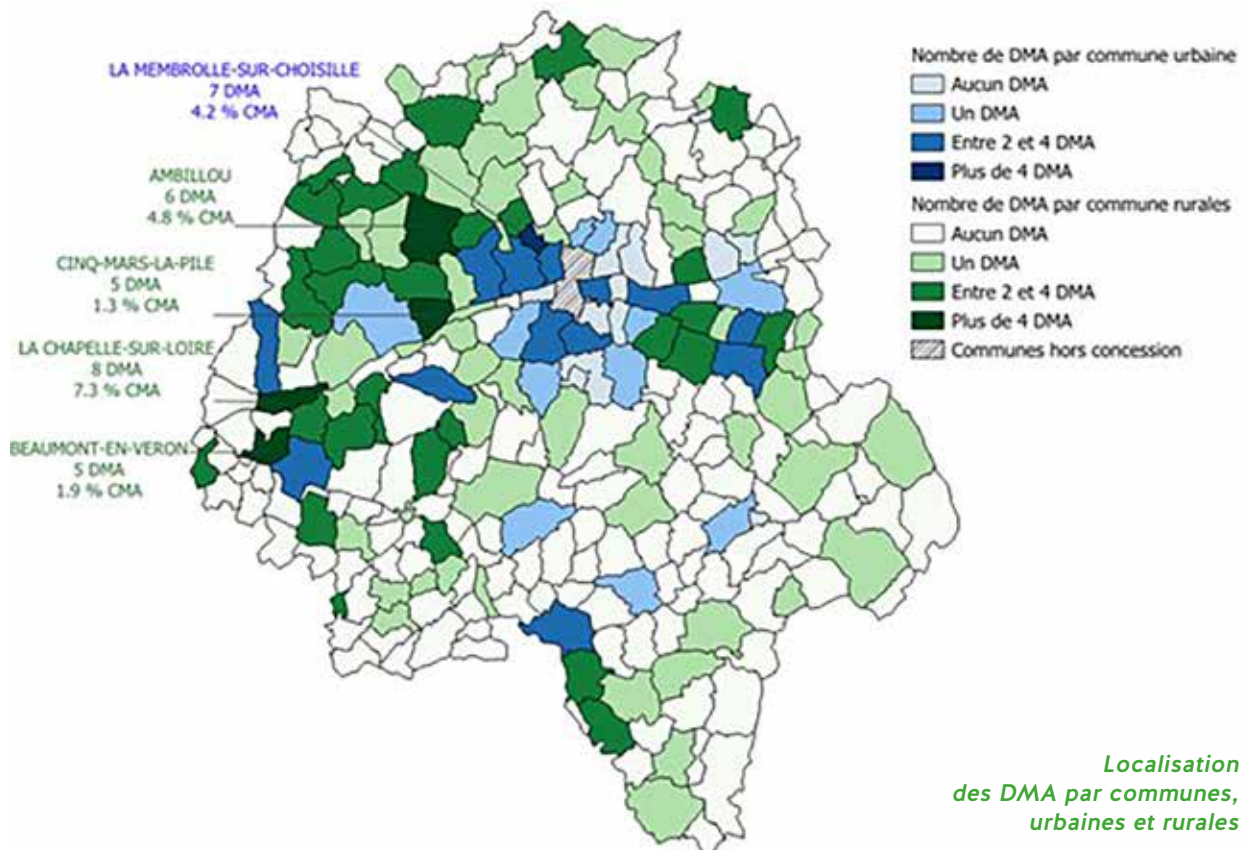 LA MEMBROLLE-SUR-CHOISILLE
7 DMA
4.2 % CMA
AMBILLOU
6 DMA
4.8 % CMA
CINQ-MARS-LA-PILE
5 DMA
1.3 % CMA
LA CHAPELLE-SUR-LOIRE
8 DMA
7.3 % CMA
BEAUMONT-EN-VERON
5 DMA
1.9 % CMA
Nombre de DMA par commune urbaine
Aucun DMA
Un DMA
Entre 2 et 4 DMA
Plus de 4 DMA
Nombre de DMA par commune rurales
Aucun DMA
Un DMA
Entre 2 et 4 DMA
Plus de 4 DMA
Communes hors concession
Localisation
des DMA par communes,
urbaines et rurales